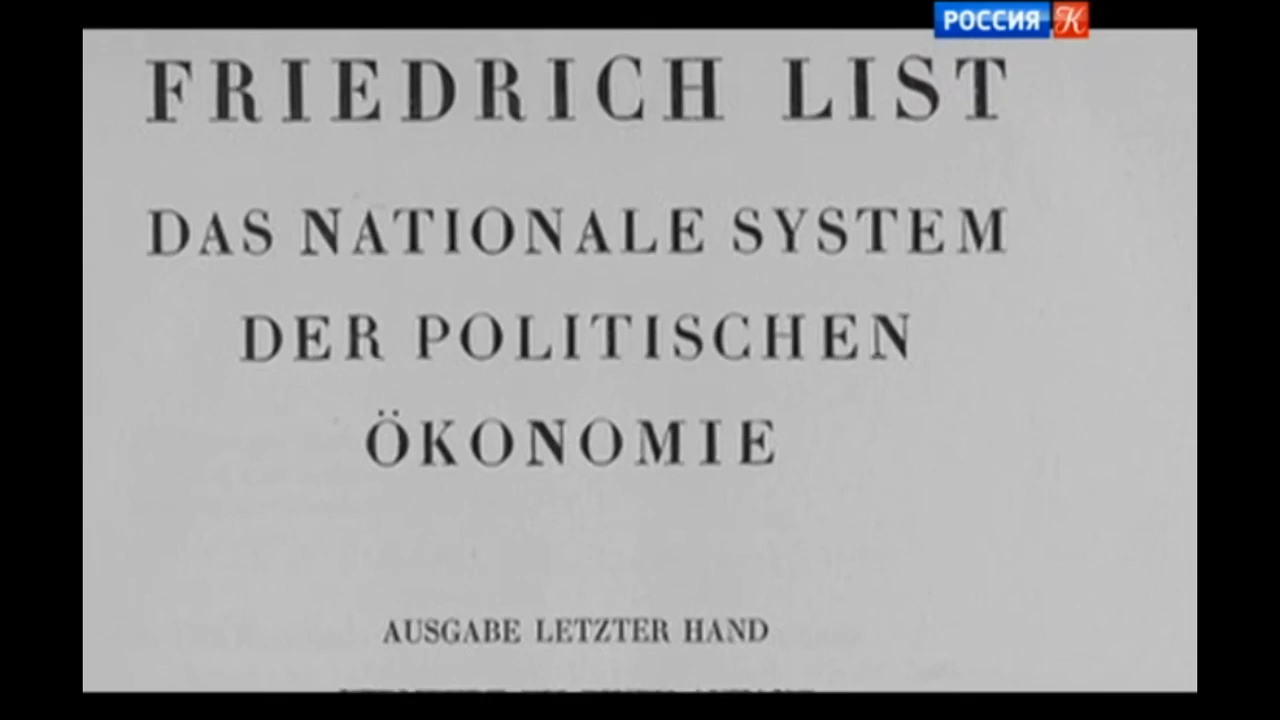 РОССИЯ К
FRIEDRICH LIST
DAS NATIONALE SYSTEM
DER POLITISCHEN
ÖKONOMIE
AUSGABE LETZTER HAND